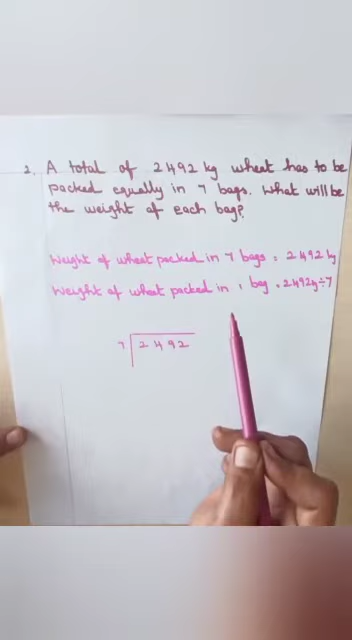 2. A total of 2492 kg wheat has to be
packed equally in 7 bags. What will be
the weight of each bag?
Weight of wheat packed in 7 bags = 2492 kg
Weight of wheat packed in 1 bag = 2492 ÷ 7
7 2492